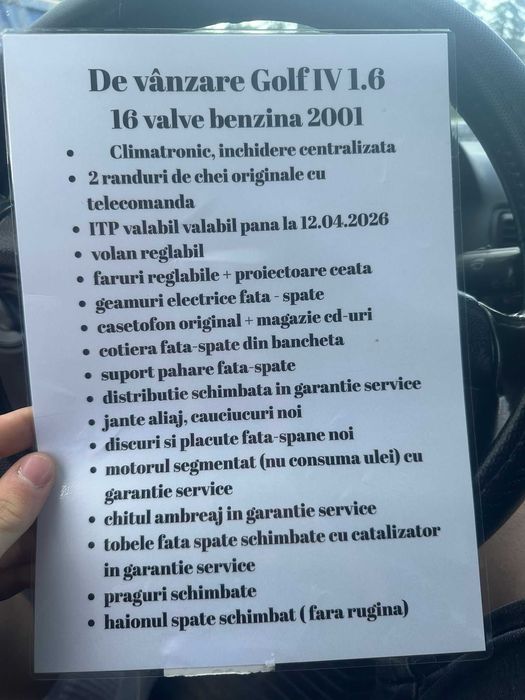 De vânzare Golf IV 1.6
16 valve benzina 2001
• Climatronic, inchidere centralizata
• 2 randuri de chei originale cu
telecomanda
• ITP valabil valabil pana la 12.04.2026
• volan reglabil
• faruri reglabile + proiectoare ceata
• geamuri electrice fata - spate
• casetofon original + magazie cd-uri
• cotiera fata-spate din bancheta
• suport pahare fata-spate
• distributie schimbata in garantie service
• jante aliaj, cauciucuri noi
• discuri si placute fata-spane noi
• motorul segmentat (nu consuma ulei) cu
garantie service
• chitul ambreaj in garantie service
• tobele fata spate schimbate cu catalizator
in garantie service
• praguri schimbate
• haionul spate schimbat ( fara rugina)